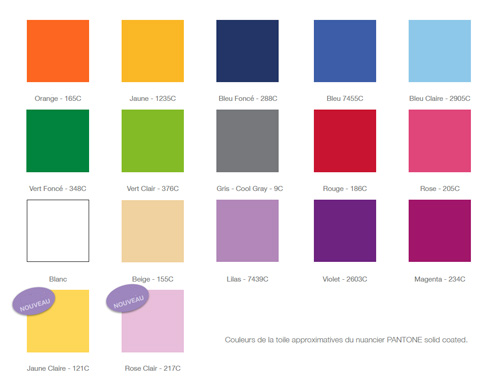 Orange - 165C
Jaune - 1235C
Bleu Foncé - 288C
Bleu 7455C
Bleu Claire - 2905C
Vert Foncé - 348C
Vert Clair - 376C
Gris - Cool Gray - 9C
Rouge - 186C
Rose - 205C
Blanc
Beige - 155C
Lilas - 7439C
Violet - 2603C
Magenta - 234C
NOUVEAU
NOUVEAU
Couleurs de la toile approximatives du nuancier PANTONE solid coated.
Jaune Claire - 121C
Rose Clair - 217C